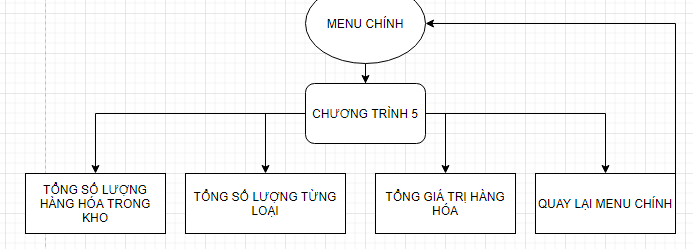 MENU CHÍNH
CHƯƠNG TRÌNH 5
TỔNG SỐ LƯỢNG
HÀNG HÓA TRONG
KHO
TỔNG SỐ LƯỢNG TỪNG
LOẠI
TỔNG GIÁ TRỊ HÀNG
HÓA
QUAY LẠI MENU CHÍNH